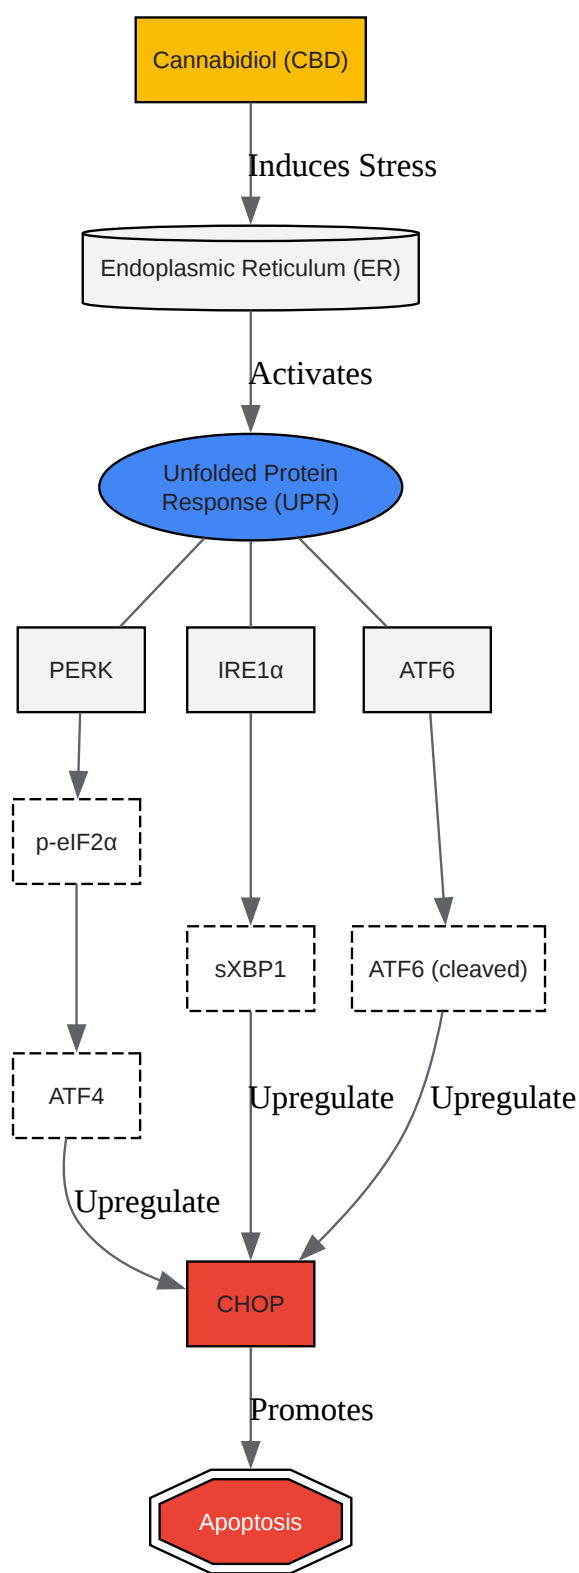 Cannabidiol (CBD)
Induces Stress
Endoplasmic Reticulum (ER)
Activates
Unfolded Protein
Response (UPR)
PERK
IRE1α
ATF6
p-eIF2α
sXBP1
ATF6 (cleaved)
ATF4
Upregulate
Upregulate
Upregulate
CHOP
Promotes
Apoptosis